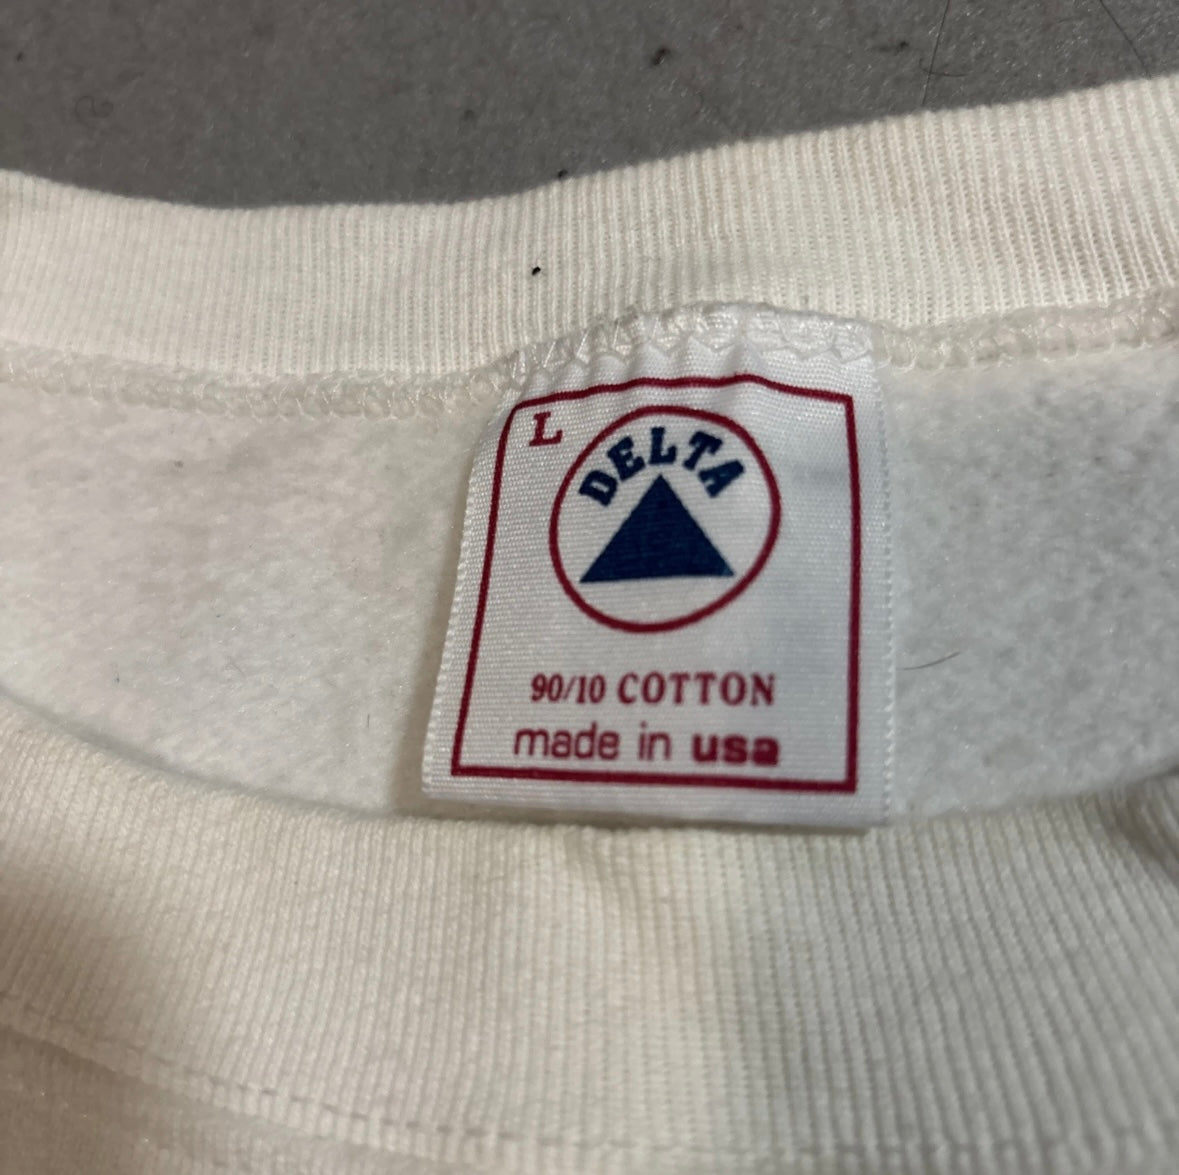 L
DELTA
90/10 COTTON
made in usa